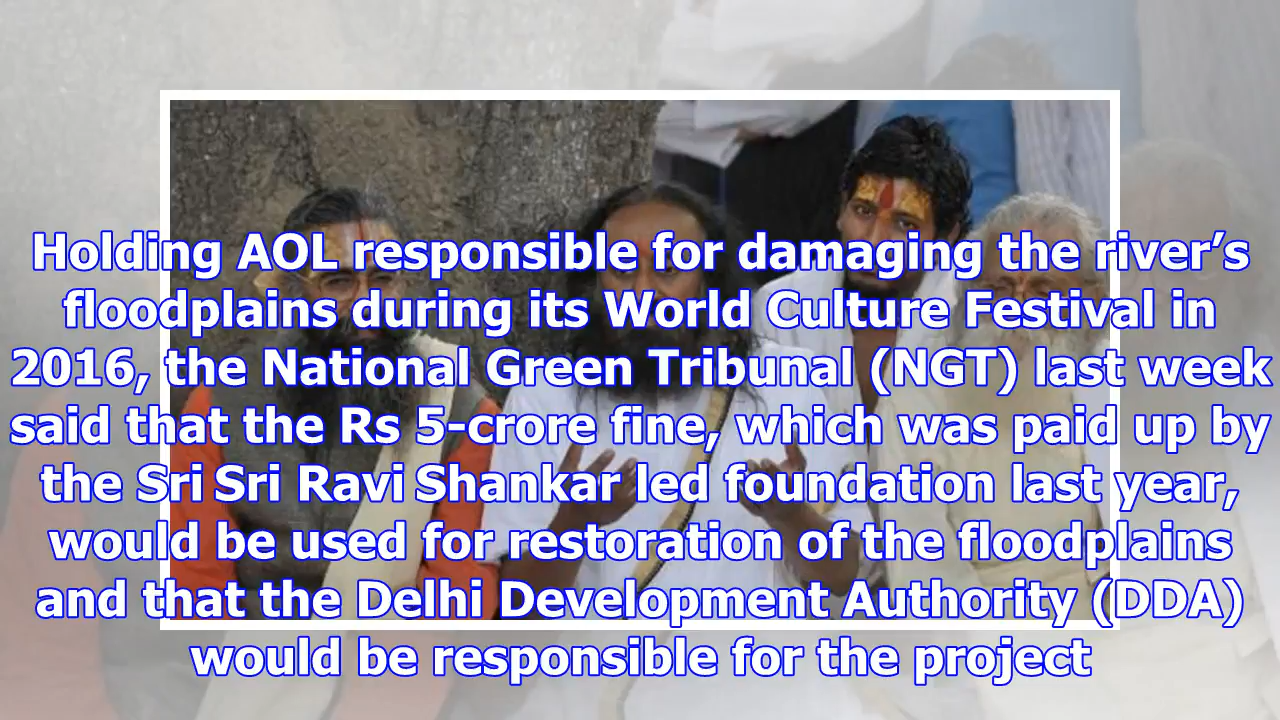 Holding AOL responsible for damaging the river’s
floodplains during its World Culture Festival in
2016, the National Green Tribunal (NGT) last week
said that the Rs 5-crore fine, which was paid up by
the Sri Sri Ravi Shankar led foundation last year,
would be used for restoration of the floodplains
and that the Delhi Development Authority (DDA)
would be responsible for the project